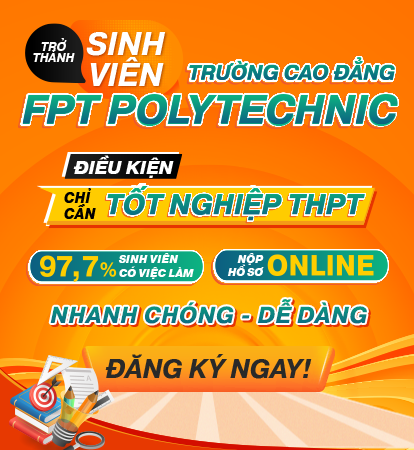 TRỞ THÀNH
SINH VIÊN
TRƯỜNG CAO ĐẲNG
FPT POLYTECHNIC
ĐIỀU KIỆN
CHỈ CẦN
TỐT NGHIỆP THPT
97,7% SINH VIÊN CÓ VIỆC LÀM
NỘP HỒ SƠ ONLINE
NHANH CHÓNG - DỄ DÀNG
ĐĂNG KÝ NGAY!